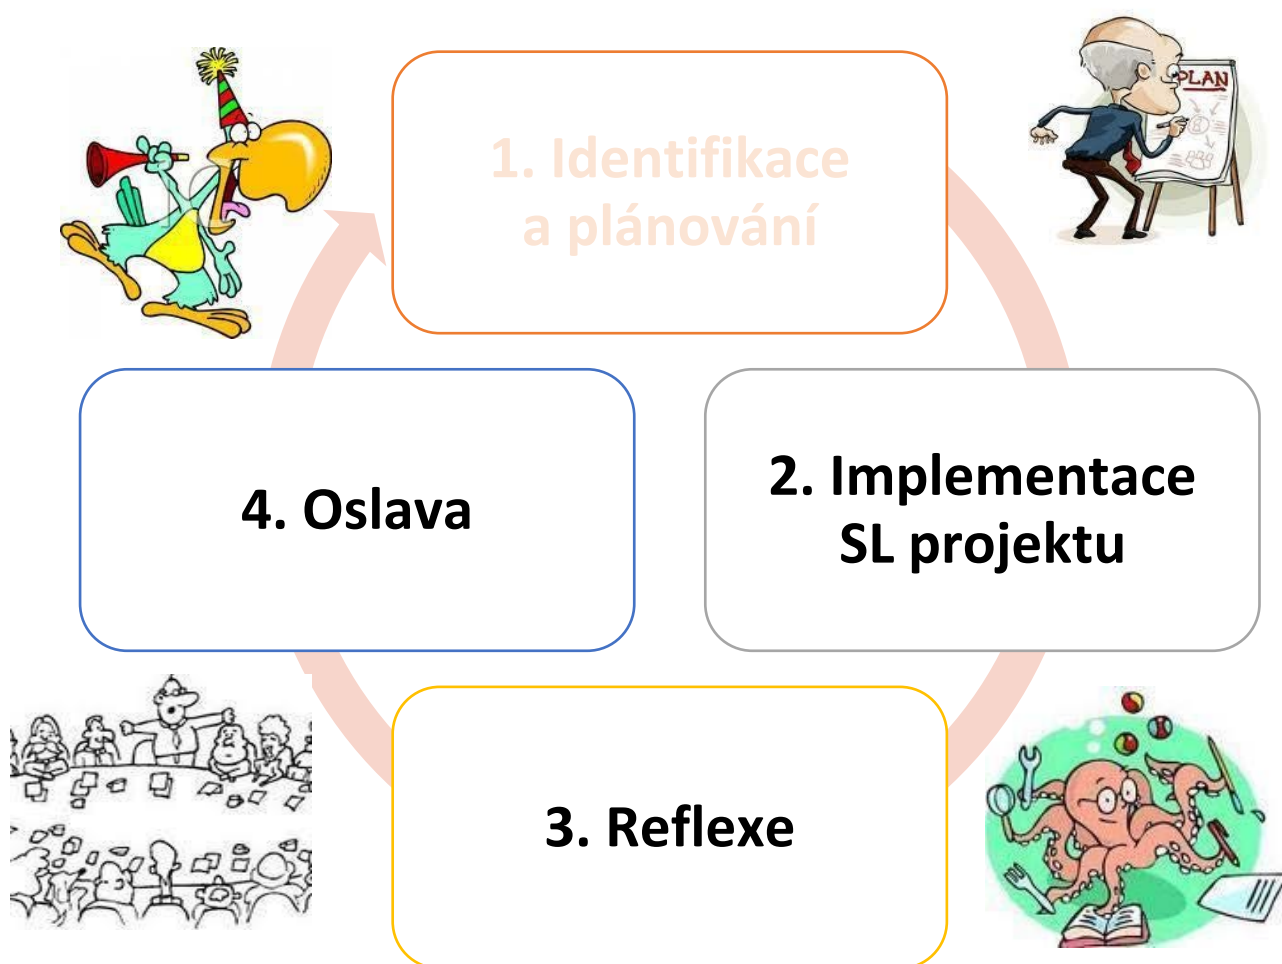 1. Identifikace
a plánování
PLAN
4. Oslava
2. Implementace
SL projektu
3. Reflexe